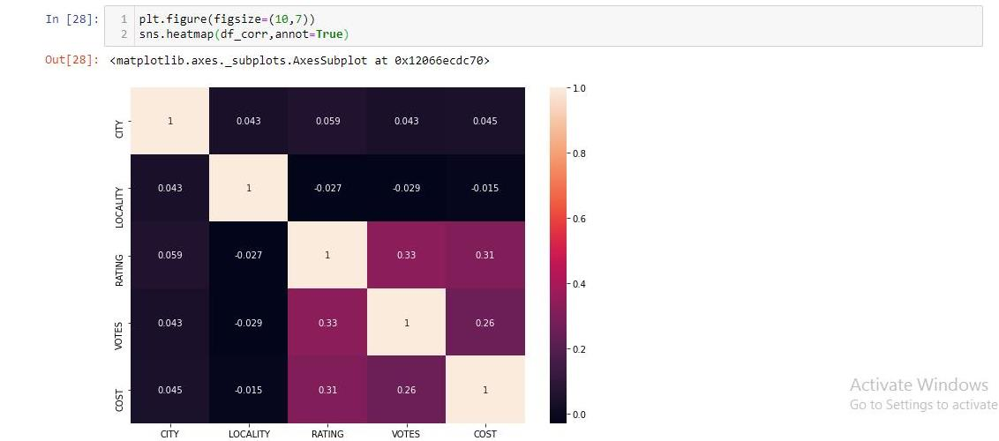 In [28]:
1 plt.figure(figsize=(10,7))
2 sns.heatmap(df_corr,annot=True)
Out[28]: <matplotlib.axes._subplots.AxesSubplot at 0x12066ecdc70>
CITY 1 0.043 0.059 0.043 0.045
LOCALITY 0.043 1 -0.027 -0.029 -0.015
RATING 0.059 -0.027 1 0.33 0.31
VOTES 0.043 -0.029 0.33 1 0.26
COST 0.045 -0.015 0.31 0.26 1
CITY LOCALITY RATING VOTES COST
1.0
0.8
0.6
0.4
0.2
0.0
Activate Windows
Go to Settings to activate